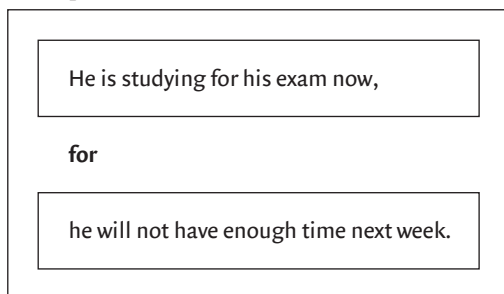 He is studying for his exam now,
for
he will not have enough time next week.